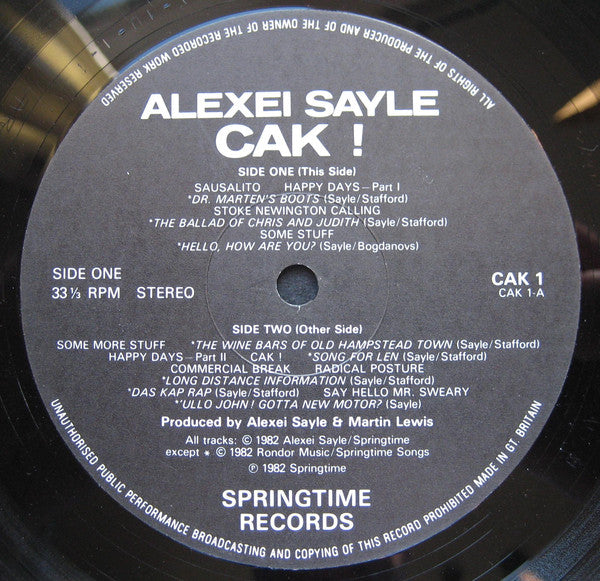 ALL RIGHTS OF THE PRODUCER AND OF THE OWNER OF THE RECORDED WORK RESERVED
ALEXEI SAYLE
CAK !
SIDE ONE (This Side)
SAUSALITO HAPPY DAYS – Part I
*DR. MARTEN'S BOOTS (Sayle/Stafford)
STOKE NEWINGTON CALLING
*THE BALLAD OF CHRIS AND JUDITH (Sayle/Stafford)
SOME STUFF
*HELLO, HOW ARE YOU? (Sayle/Bogdanovs)
SIDE ONE
33⅓ RPM STEREO
CAK 1
CAK 1-A
SIDE TWO (Other Side)
SOME MORE STUFF *THE WINE BARS OF OLD HAMPSTEAD TOWN (Sayle/Stafford)
HAPPY DAYS – Part II CAK ! *SONG FOR LEN (Sayle/Stafford)
COMMERCIAL BREAK RADICAL POSTURE
*LONG DISTANCE INFORMATION (Sayle/Stafford)
*DAS KAP RAP (Sayle/Stafford) SAY HELLO MR. SWEARY
*'ULLO JOHN! GOTTA NEW MOTOR? (Sayle)
Produced by Alexei Sayle & Martin Lewis
All tracks: © 1982 Alexei Sayle/Springtime
except * © 1982 Rondor Music/Springtime Songs
℗ 1982 Springtime
SPRINGTIME
RECORDS
UNAUTHORISED PUBLIC PERFORMANCE BROADCASTING AND COPYING OF THIS RECORD PROHIBITED MADE IN GT. BRITAIN